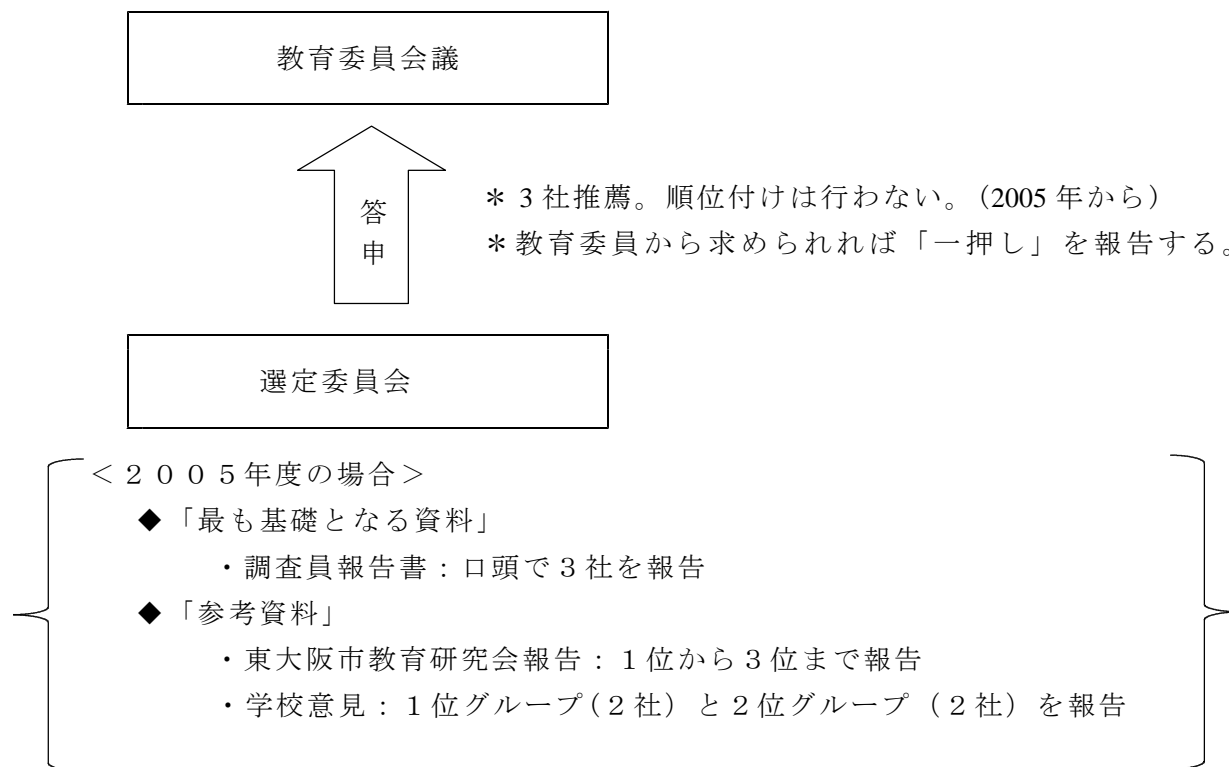 教育委員会議
答申
＊３社推薦。順位付けは行わない。（2005年から）
＊教育委員から求められれば「一押し」を報告する。
選定委員会
＜２００５年度の場合＞
◆「最も基礎となる資料」
・調査員報告書：口頭で３社を報告
◆「参考資料」
・東大阪市教育研究会報告：１位から３位まで報告
・学校意見：１位グループ（２社）と２位グループ（２社）を報告